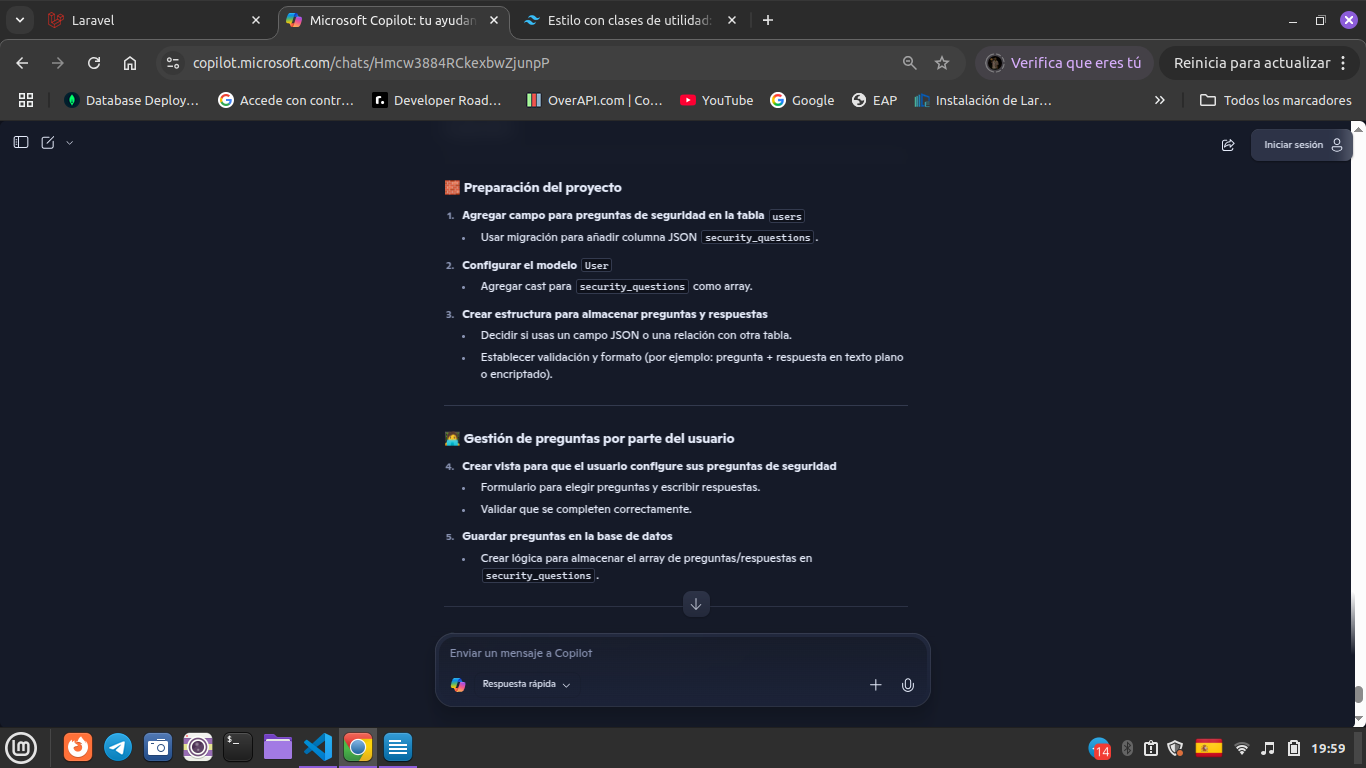 Laravel
Microsoft Copilot: tu ayudan
Estilo con clases de utilidad
copilot.microsoft.com/chats/Hmcw3884RCkexbwZjunpP
Verifica que eres tú
Reinicia para actualizar
Database Deploy...
Accede con contr...
Developer Road...
OverAPI.com | Co...
YouTube
Google
EAP
Instalación de Lar...
Todos los marcadores
Iniciar sesión
Preparación del proyecto
1. Agregar campo para preguntas de seguridad en la tabla users
• Usar migración para añadir columna JSON security_questions.
2. Configurar el modelo User
• Agregar cast para security_questions como array.
3. Crear estructura para almacenar preguntas y respuestas
• Decidir si usas un campo JSON o una relación con otra tabla.
• Establecer validación y formato (por ejemplo: pregunta + respuesta en texto plano
o encriptado).
Gestión de preguntas por parte del usuario
4. Crear vista para que el usuario configure sus preguntas de seguridad
• Formulario para elegir preguntas y escribir respuestas.
• Validar que se completen correctamente.
5. Guardar preguntas en la base de datos
• Crear lógica para almacenar el array de preguntas/respuestas en
security_questions.
Enviar un mensaje a Copilot
Respuesta rápida
14
19:59